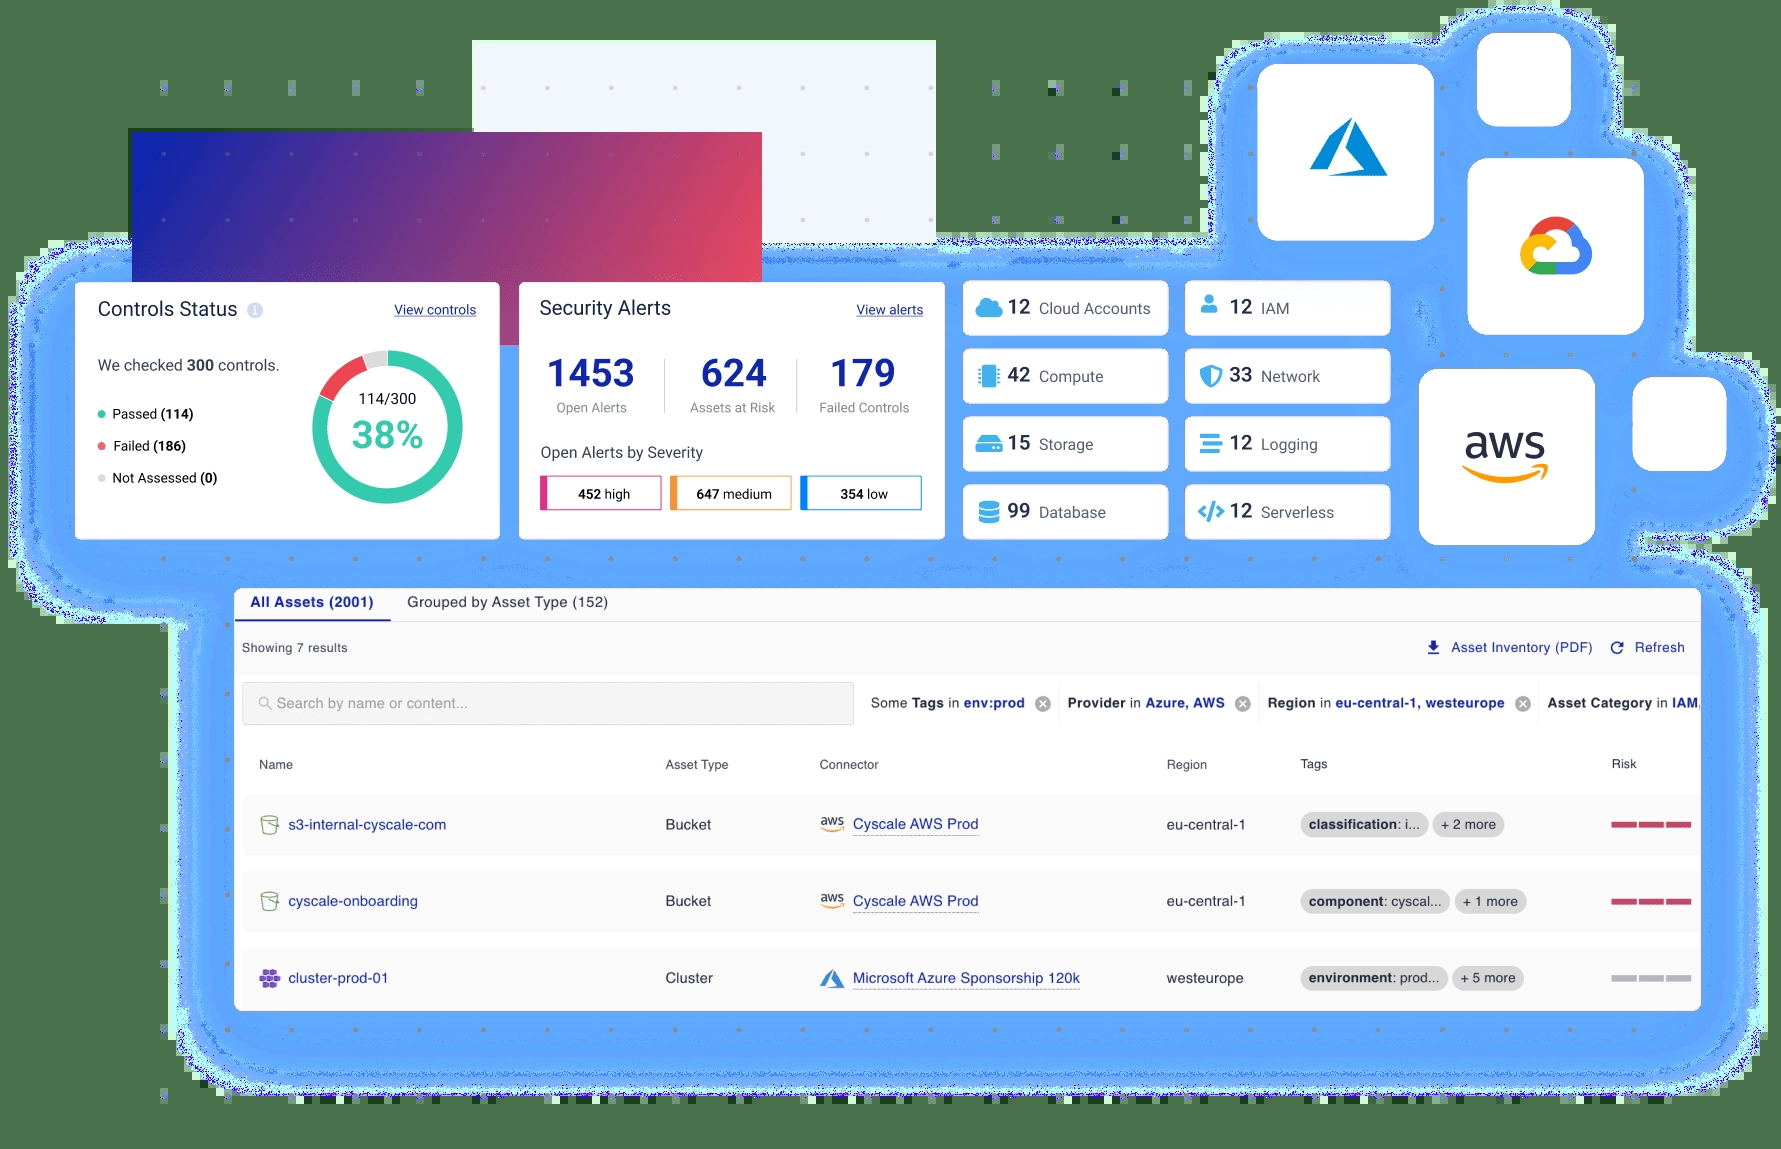 Controls Status
View controls
We checked 300 controls.
Passed (114)
Failed (186)
Not Assessed (0)
114/300
38%
Security Alerts
View alerts
1453
Open Alerts
624
Assets at Risk
179
Failed Controls
Open Alerts by Severity
452 high
647 medium
354 low
12 Cloud Accounts
12 IAM
42 Compute
33 Network
15 Storage
12 Logging
99 Database
12 Serverless
aws
All Assets (2001)
Grouped by Asset Type (152)
Showing 7 results
Asset Inventory (PDF)
Refresh
Search by name or content...
Some Tags in env:prod
Provider in Azure, AWS
Region in eu-central-1, westeurope
Asset Category in IAM,
Name
Asset Type
Connector
Region
Tags
Risk
s3-internal-cyscale-com
Bucket
aws Cyscale AWS Prod
eu-central-1
classification: i...
+ 2 more
cyscale-onboarding
Bucket
aws Cyscale AWS Prod
eu-central-1
component: cyscal...
+ 1 more
cluster-prod-01
Cluster
Microsoft Azure Sponsorship 120k
westeurope
environment: prod...
+ 5 more